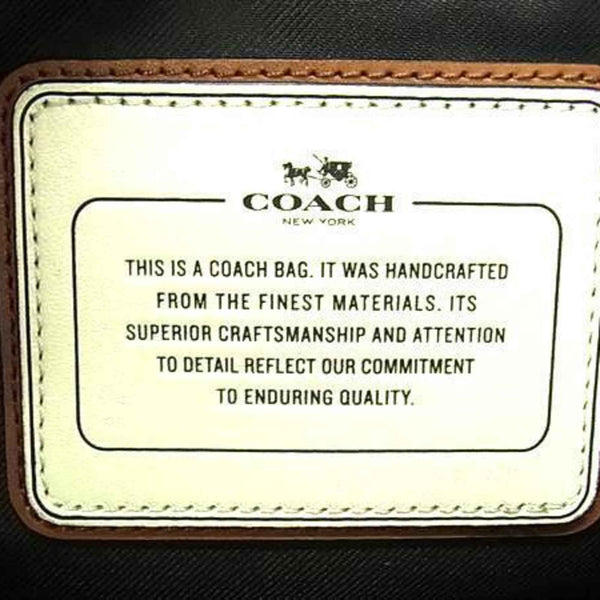 COACH
NEW YORK
THIS IS A COACH BAG. IT WAS HANDCRAFTED
FROM THE FINEST MATERIALS. ITS
SUPERIOR CRAFTSMANSHIP AND ATTENTION
TO DETAIL REFLECT OUR COMMITMENT
TO ENDURING QUALITY.